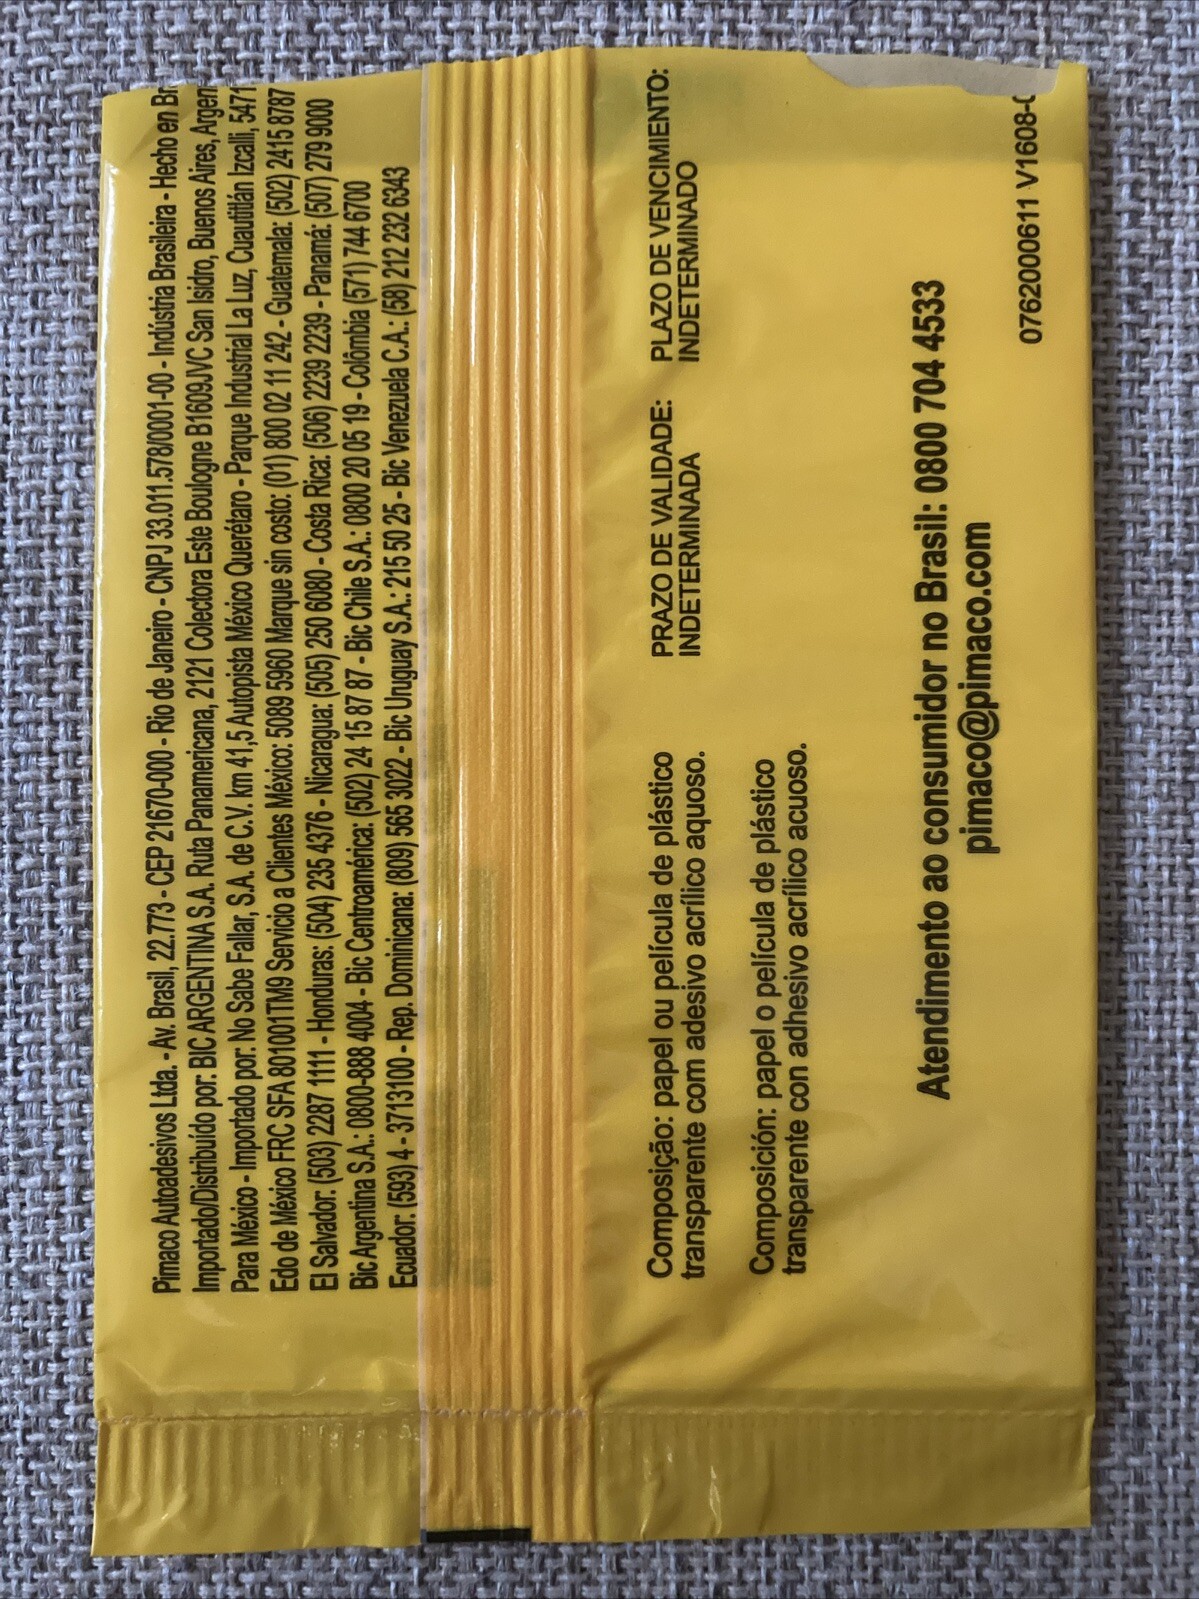 Pimaco Autoadesivos Ltda. - Av. Brasil, 22.773 - CEP 21670-000 - Rio de Janeiro - CNPJ 33.011.578/0001-00 - Indústria Brasileira - Hecho en Br
Importado/Distribuído por: BIC ARGENTINA S.A. Ruta Panamericana, 2121 Colectora Este Boulogne B1609JVC San Isidro, Buenos Aires, Argen
Para México - Importado por: No Sabe Fallar, S.A. de C.V. km 41,5 Autopista México Querétaro - Parque Industrial La Luz, Cuautitlán Izcalli, 5471
Edo de México FRC SFA 801001TM9 Servicio a Clientes México: 5089 5960 Marque sin costo: (01) 800 02 11 242 - Guatemala: (502) 2415 8787
El Salvador: (503) 2287 1111 - Honduras: (504) 235 4376 - Nicaragua: (505) 250 6080 - Costa Rica: (506) 2239 2239 - Panamá: (507) 279 9000
Bic Argentina S.A.: 0800-888 4004 - Bic Centroamérica: (502) 24 15 87 87 - Bic Chile S.A.: 0800 20 05 19 - Colômbia (571) 744 6700
Ecuador: (593) 4 - 3713100 - Rep. Dominicana: (809) 565 3022 - Bic Uruguay S.A.: 215 50 25 - Bic Venezuela C.A.: (58) 212 232 6343
Composição: papel ou película de plástico
transparente com adesivo acrílico aquoso.
PRAZO DE VALIDADE:
INDETERMINADA
PLAZO DE VENCIMIENTO:
INDETERMINADO
Composición: papel o película de plástico
transparente con adhesivo acrílico acuoso.
Atendimento ao consumidor no Brasil: 0800 704 4533
pimaco@pimaco.com
0762000611 V1608-0